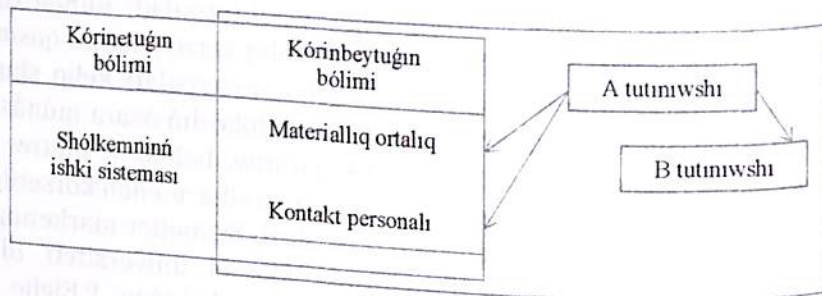 Kórinetuǵın
bólimi
Kórinbeytuǵın
bólimi
A tutınıwshı
Shólkemniń
ishki sisteması
Materiallıq ortalıq
B tutınıwshı
Kontakt personalı